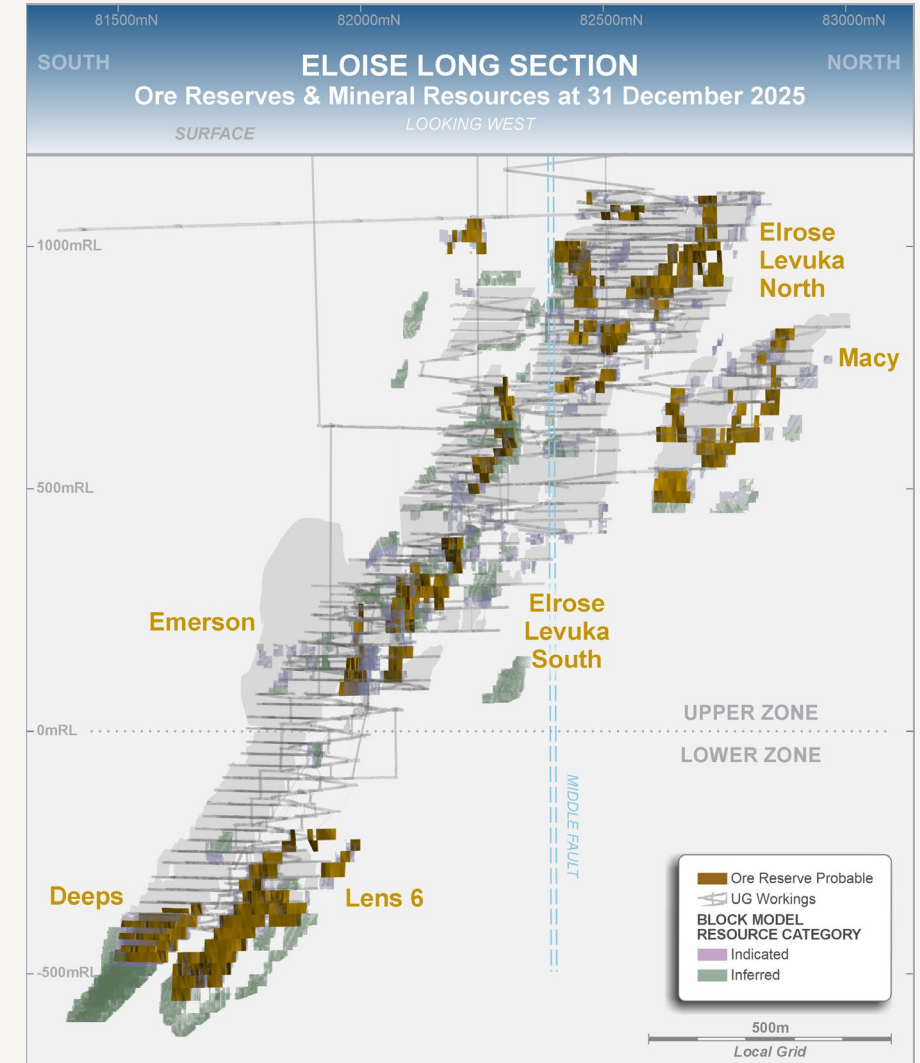 81500mN 82000mN 82500mN 83000mN
SOUTH ELOISE LONG SECTION NORTH
Ore Reserves & Mineral Resources at 31 December 2025
LOOKING WEST
SURFACE
1000mRL
Elrose
Levuka
North
Macy
500mRL
Emerson
Elrose
Levuka
South
UPPER ZONE
0mRL
LOWER ZONE
MIDDLE FAULT
Deeps
Lens 6
-500mRL
Ore Reserve Probable
UG Workings
BLOCK MODEL
RESOURCE CATEGORY
Indicated
Inferred
500m
Local Grid